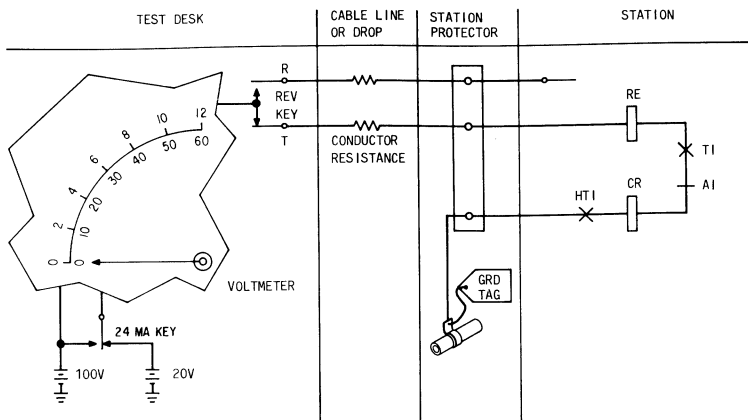 TEST DESK
CABLE LINE
OR DROP
STATION
PROTECTOR
STATION
R
REV
KEY
T
CONDUCTOR
RESISTANCE
RE
TI
AI
CR
HTI
0 2 4 6 8 10 12
0 10 20 30 40 50 60
VOLTMETER
GRD
TAG
24 MA KEY
100V
20V